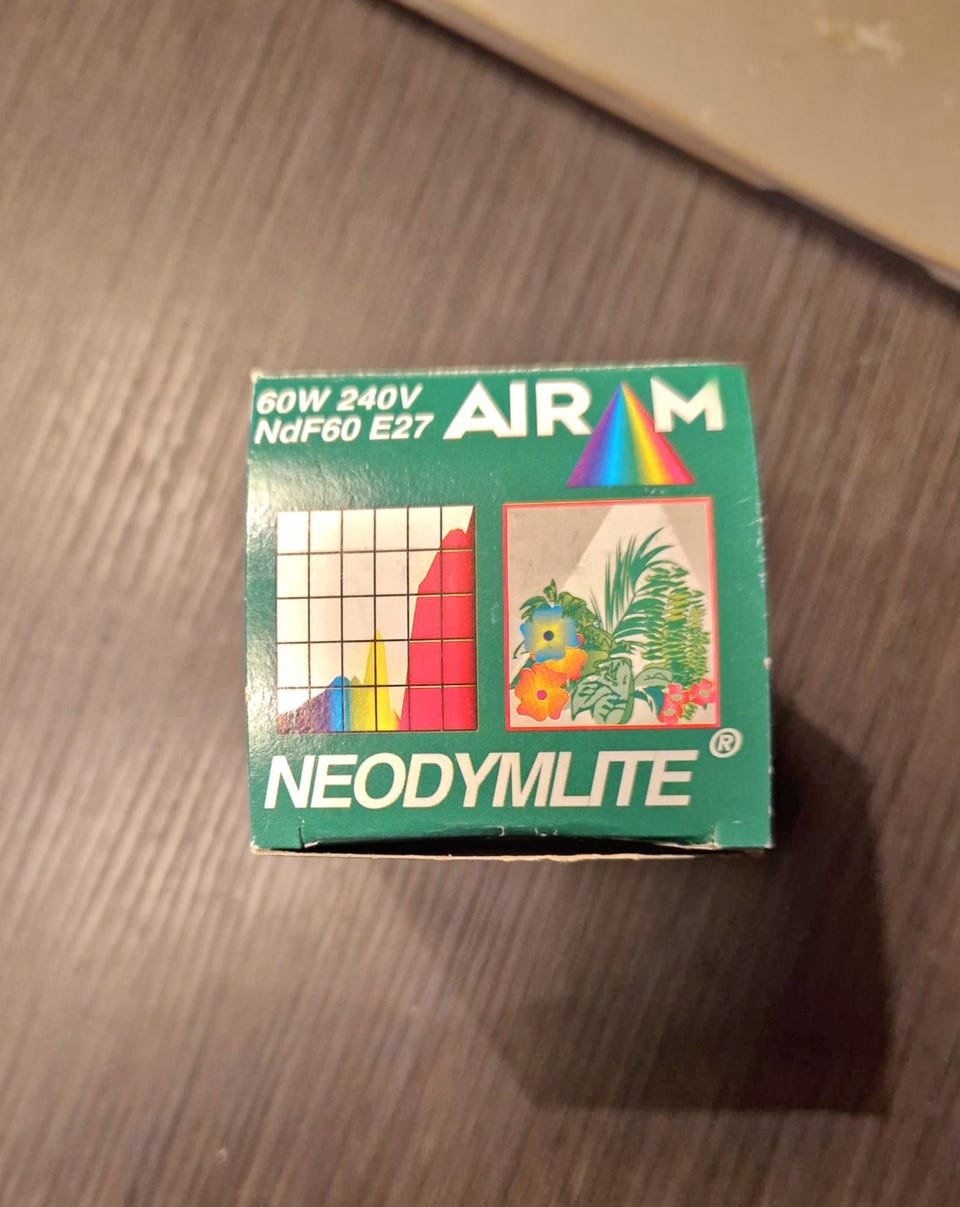 60W 240V
NdF60 E27
AIRAM
NEODYMLITE®